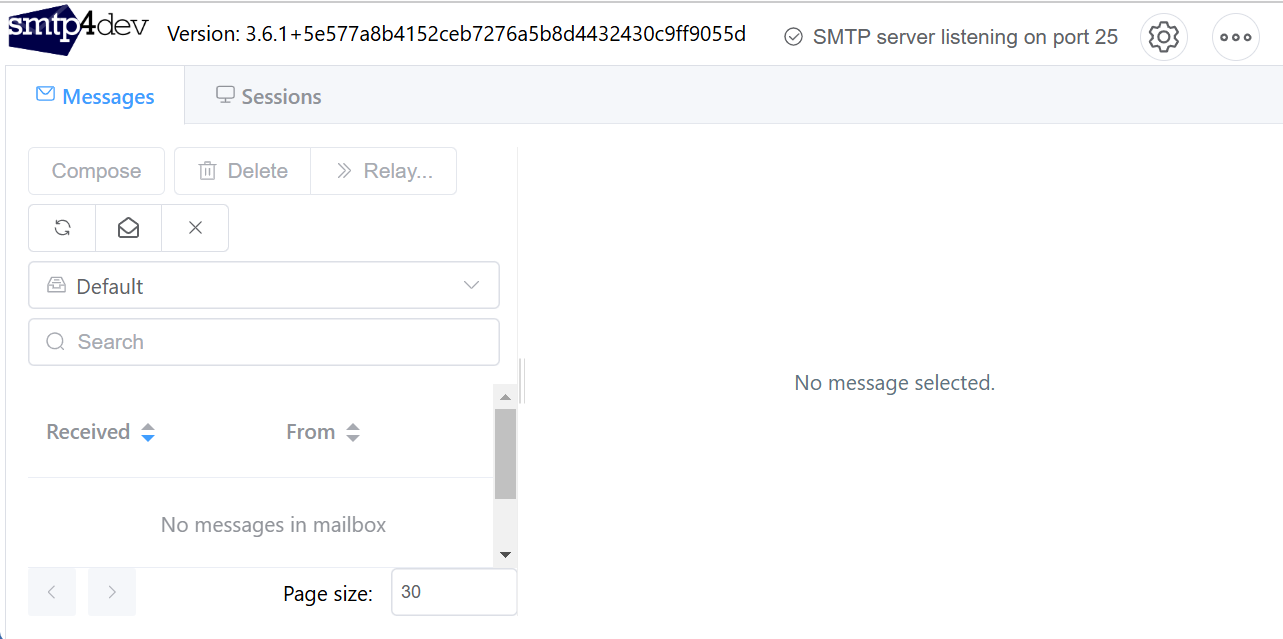 smtp4dev Version: 3.6.1+5e577a8b4152ceb7276a5b8d4432430c9ff9055d SMTP server listening on port 25
Messages Sessions
Compose Delete Relay...
Default
Search
Received From
No messages in mailbox
Page size: 30
No message selected.